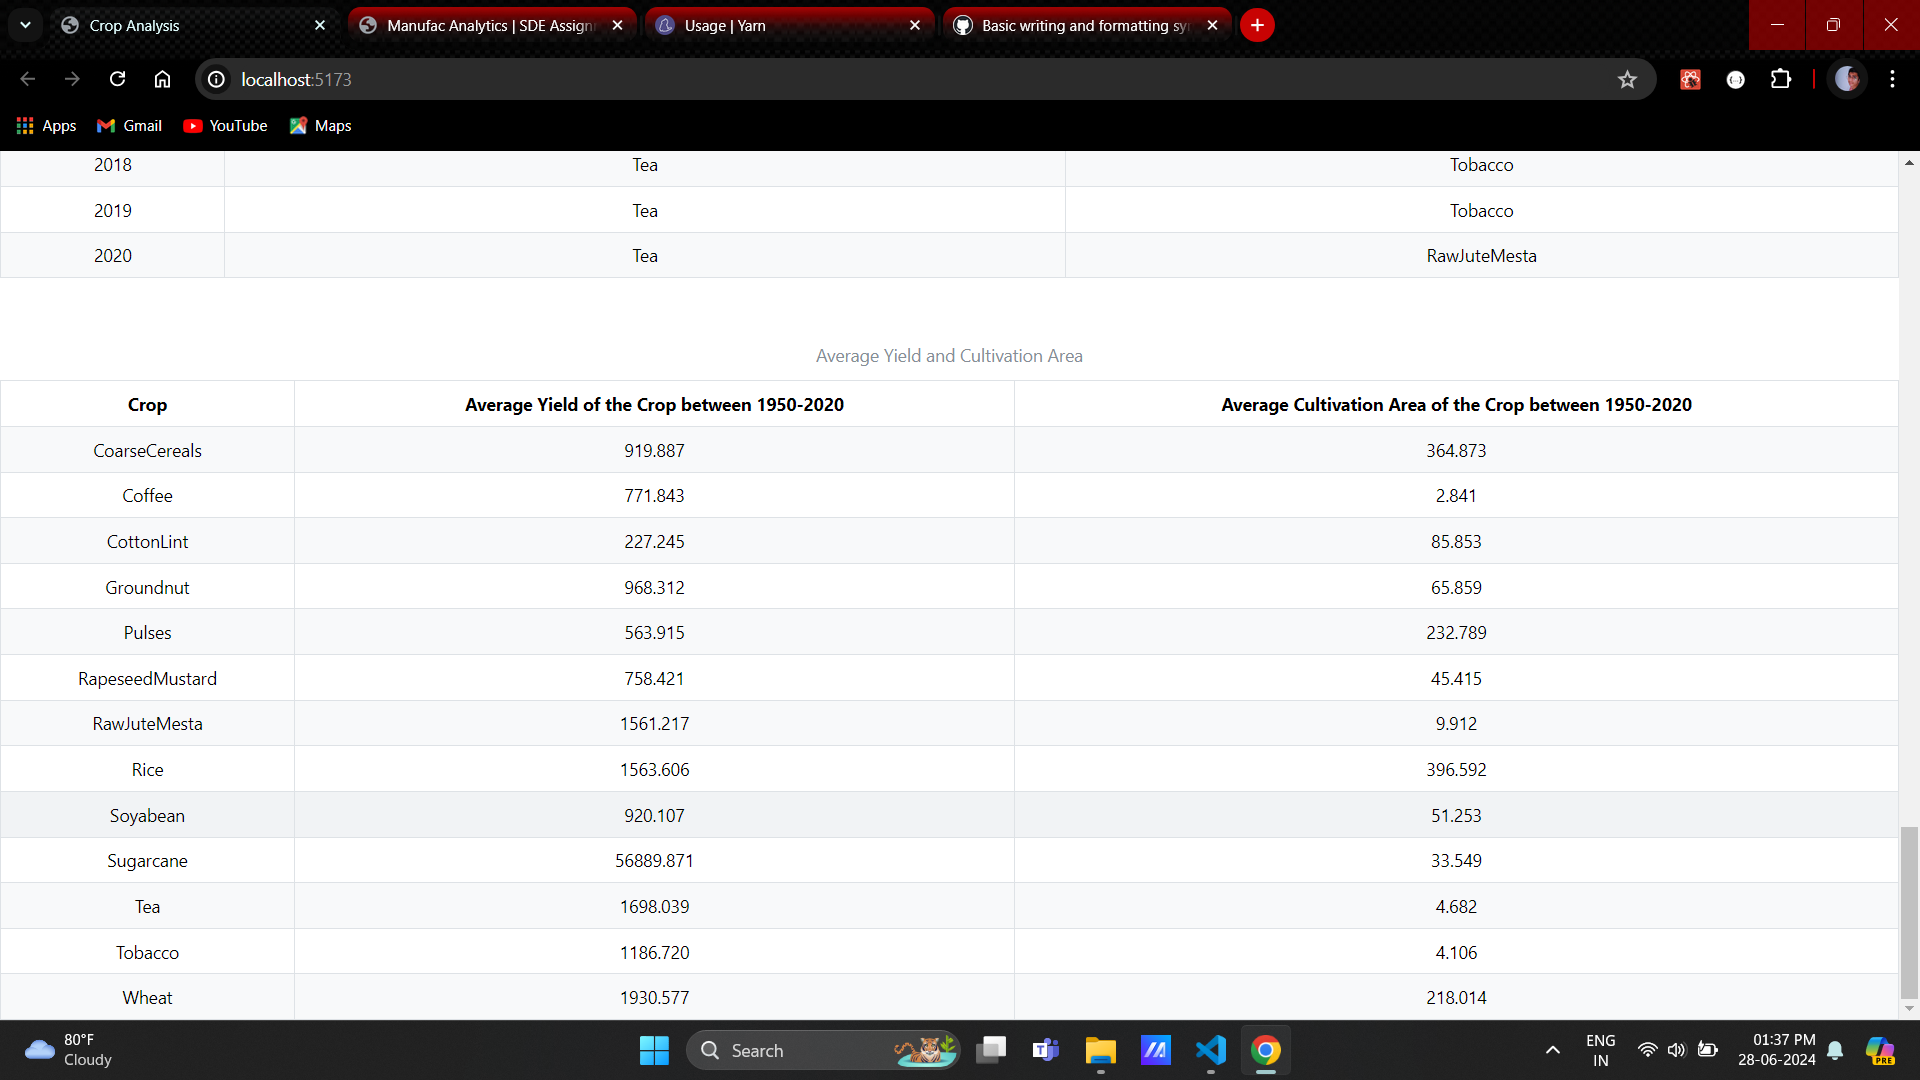 Crop Analysis
Manufac Analytics | SDE Assign
Usage | Yarn
Basic writing and formatting sy
localhost:5173
Apps
Gmail
YouTube
Maps
2018 Tea Tobacco
2019 Tea Tobacco
2020 Tea RawJuteMesta
Average Yield and Cultivation Area
Crop Average Yield of the Crop between 1950-2020 Average Cultivation Area of the Crop between 1950-2020
CoarseCereals 919.887 364.873
Coffee 771.843 2.841
CottonLint 227.245 85.853
Groundnut 968.312 65.859
Pulses 563.915 232.789
RapeseedMustard 758.421 45.415
RawJuteMesta 1561.217 9.912
Rice 1563.606 396.592
Soyabean 920.107 51.253
Sugarcane 56889.871 33.549
Tea 1698.039 4.682
Tobacco 1186.720 4.106
Wheat 1930.577 218.014
80°F
Cloudy
Search
ENG
IN
01:37 PM
28-06-2024
PRE